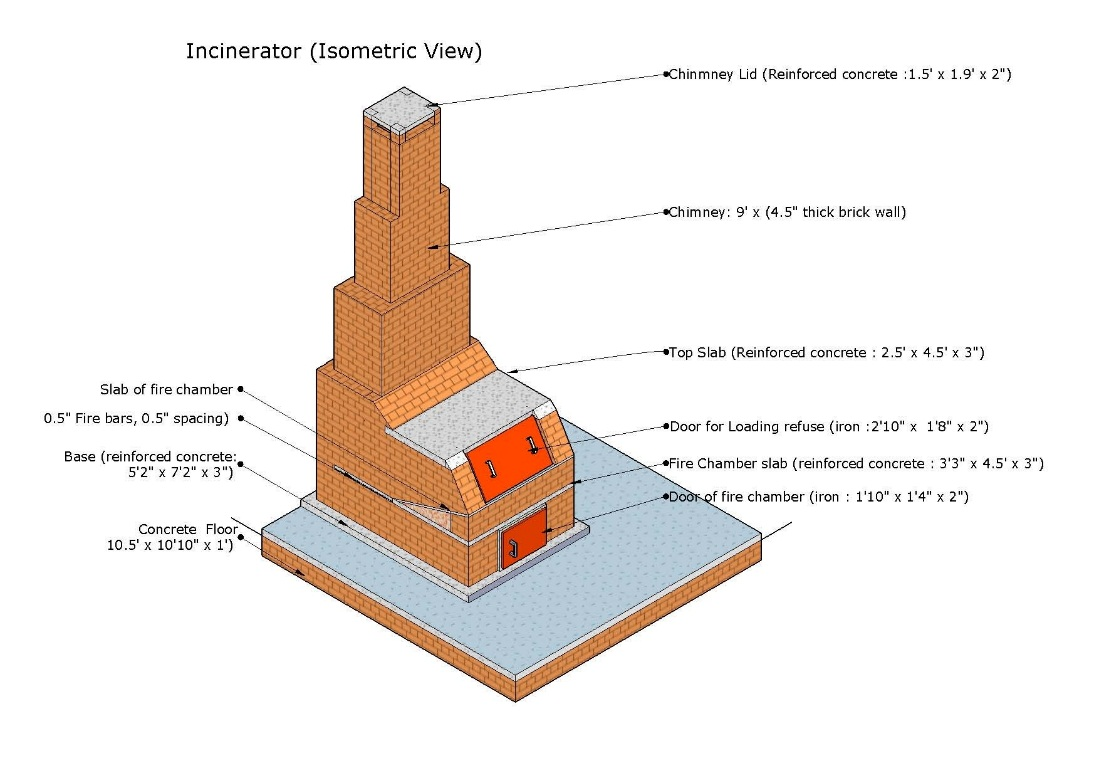 Incinerator (Isometric View)
Chinmney Lid (Reinforced concrete :1.5' x 1.9' x 2")
Chimney: 9' x (4.5" thick brick wall)
Top Slab (Reinforced concrete : 2.5' x 4.5' x 3")
Slab of fire chamber
0.5" Fire bars, 0.5" spacing)
Door for Loading refuse (iron :2'10" x 1'8" x 2")
Base (reinforced concrete:
5'2" x 7'2" x 3")
Fire Chamber slab (reinforced concrete : 3'3" x 4.5' x 3")
Door of fire chamber (iron : 1'10" x 1'4" x 2")
Concrete Floor
10.5' x 10'10" x 1')